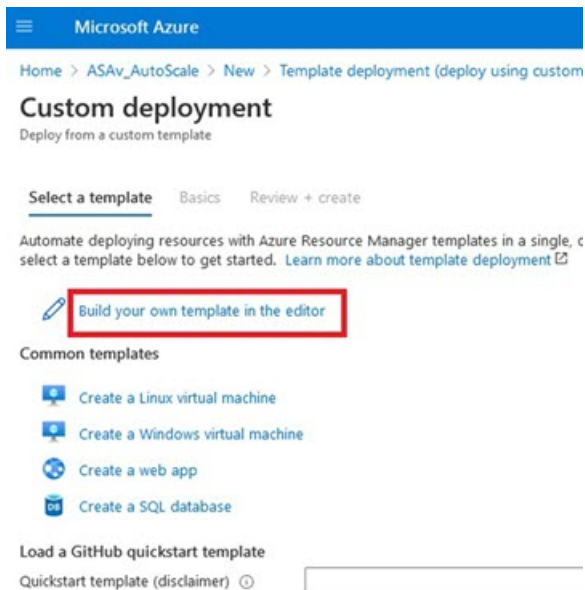 Microsoft Azure
Home > ASAv_AutoScale > New > Template deployment (deploy using custom
Custom deployment
Deploy from a custom template
Select a template Basics Review + create
Automate deploying resources with Azure Resource Manager templates in a single,
select a template below to get started. Learn more about template deployment
Build your own template in the editor
Common templates
Create a Linux virtual machine
Create a Windows virtual machine
Create a web app
DB Create a SQL database
Load a GitHub quickstart template
Quickstart template (disclaimer)